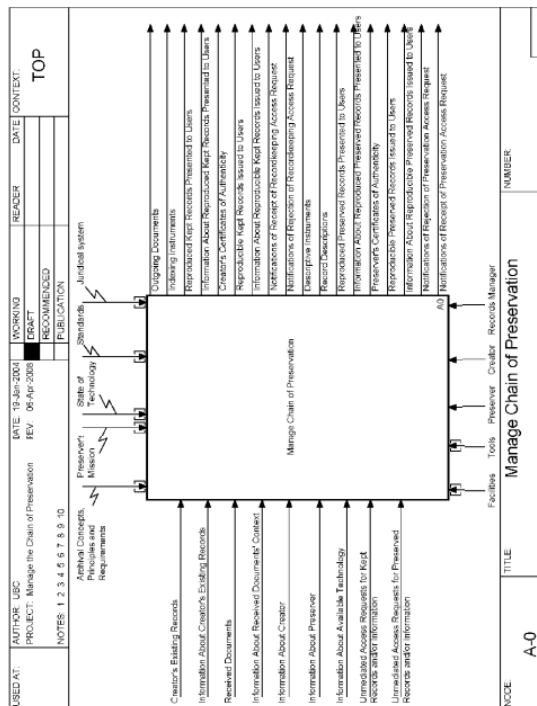 USED AT:
AUTHOR: UBC
PROJECT: Manage the Chain of Preservation
NOTES: 1 2 3 4 5 6 7 8 9 10
DATE: 19-Jan-2004
REV: 06-Apr-2008
WORKING
DRAFT
RECOMMENDED
PUBLICATION
READER
DATE
CONTEXT:
TOP
Archival Concepts,
Principles and
Requirements
Preserver's
Mission
State of
Technology
Standards
Juridical system
Creator's Existing Records
Information About Creator's Existing Records
Received Documents
Information About Received Documents' Context
Information About Creator
Information About Preserver
Information About Available Technology
Unmediated Access Requests for Kept
Records and/or Information
Unmediated Access Requests for Preserved
Records and/or Information
Manage Chain of Preservation
A0
Outgoing Documents
Indexing Instruments
Reproduced Kept Records Presented to Users
Information About Reproduced Kept Records Presented to Users
Creator's Certificates of Authenticity
Reproducible Kept Records Issued to Users
Information About Reproducible Kept Records Issued to Users
Notifications of Receipt of Recordkeeping Access Request
Notifications of Rejection of Recordkeeping Access Request
Descriptive Instruments
Record Descriptions
Reproduced Preserved Records Presented to Users
Information About Reproduced Preserved Records Presented to Users
Preserver's Certificates of Authenticity
Reproducible Preserved Records Issued to Users
Information About Reproducible Preserved Records Issued to Users
Notifications of Rejection of Preservation Access Request
Notifications of Receipt of Preservation Access Request
Facilities
Tools
Preserver
Creator
Records Manager
NODE:
A-0
TITLE:
Manage Chain of Preservation
NUMBER: